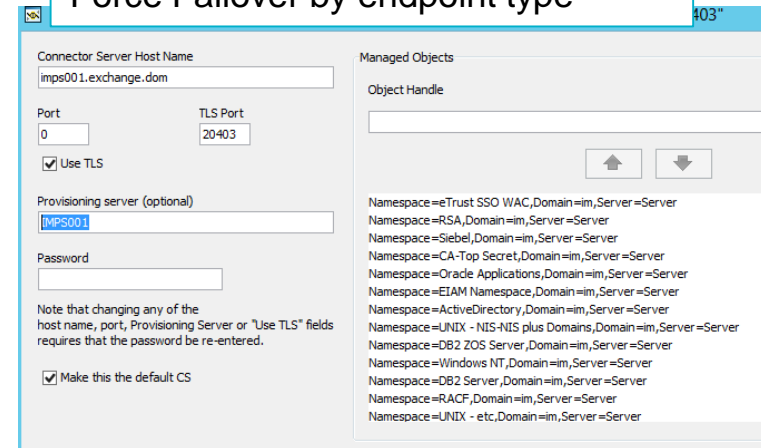 Force Failover by endpoint type
403"
Connector Server Host Name
imps001.exchange.dom
Port
TLS Port
0
20403
Use TLS
Provisioning server (optional)
IMPS001
Password
Note that changing any of the
host name, port, Provisioning Server or "Use TLS" fields
requires that the password be re-entered.
Make this the default CS
Managed Objects
Object Handle
Namespace=eTrust SSO WAC,Domain=im,Server=Server
Namespace=RSA,Domain=im,Server=Server
Namespace=Siebel,Domain=im,Server=Server
Namespace=CA-Top Secret,Domain=im,Server=Server
Namespace=Oracle Applications,Domain=im,Server=Server
Namespace=EIAM Namespace,Domain=im,Server=Server
Namespace=ActiveDirectory,Domain=im,Server=Server
Namespace=UNIX - NIS-NIS plus Domains,Domain=im,Server=Server
Namespace=DB2 ZOS Server,Domain=im,Server=Server
Namespace=Windows NT,Domain=im,Server=Server
Namespace=DB2 Server,Domain=im,Server=Server
Namespace=RACF,Domain=im,Server=Server
Namespace=UNIX - etc,Domain=im,Server=Server